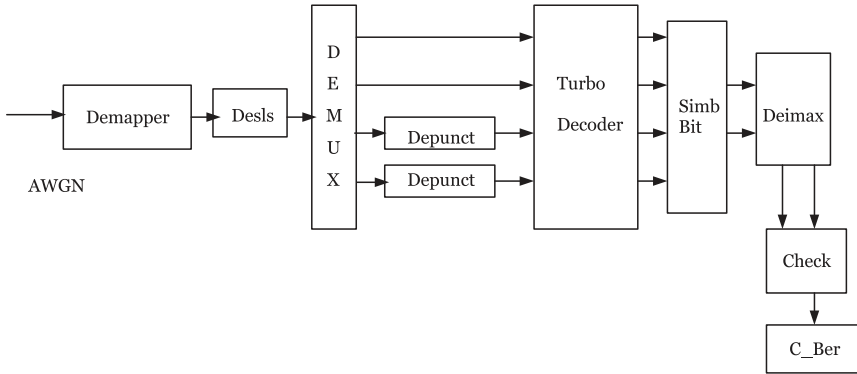 AWGN
Demapper
Desls
D
E
M
U
X
Depunct
Depunct
Turbo
Decoder
Simb
Bit
Deimax
Check
C_Ber